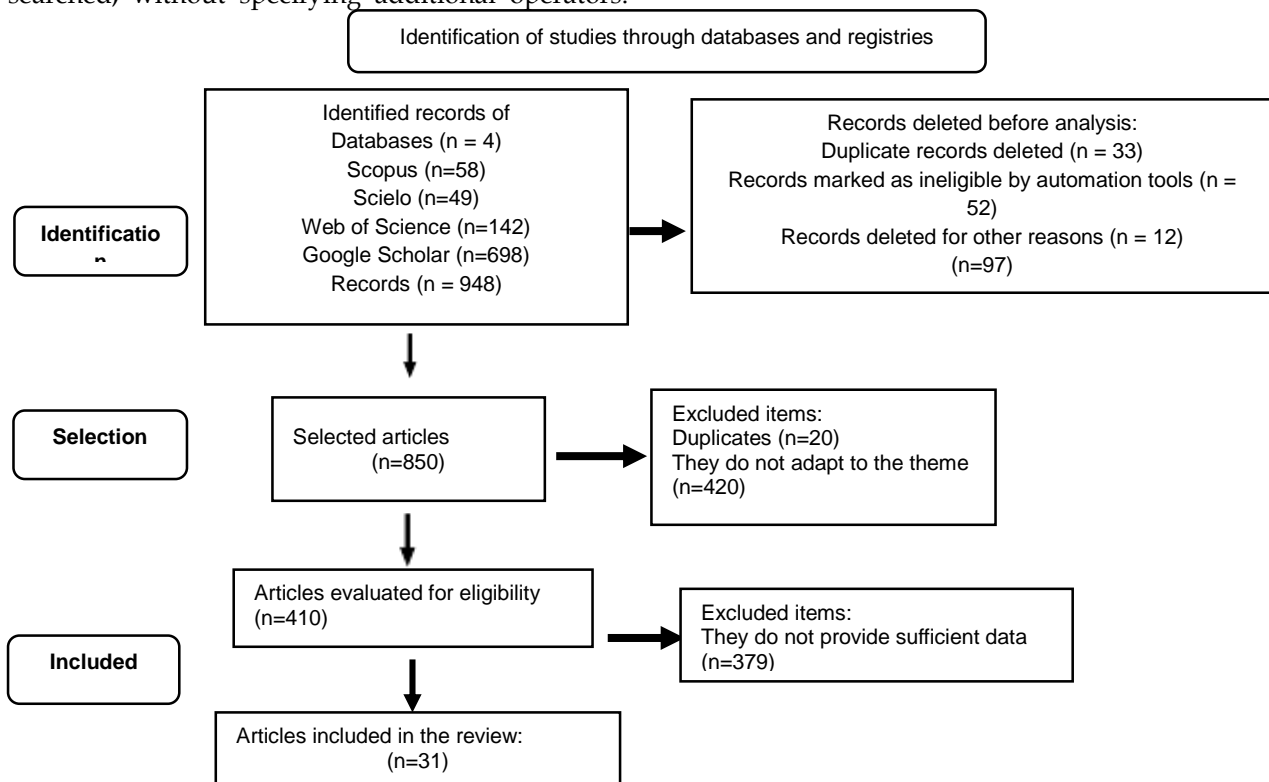 searched, without specifying additional operators.
Identification of studies through databases and registries
Identified records of
Databases (n = 4)
Scopus (n=58)
Scielo (n=49)
Web of Science (n=142)
Google Scholar (n=698)
Records (n = 948)
Records deleted before analysis:
Duplicate records deleted (n = 33)
Records marked as ineligible by automation tools (n =
52)
Records deleted for other reasons (n = 12)
(n=97)
Identificatio
n
Selected articles
(n=850)
Excluded items:
Duplicates (n=20)
They do not adapt to the theme
(n=420)
Selection
Articles evaluated for eligibility
(n=410)
Excluded items:
They do not provide sufficient data
(n=379)
Included
Articles included in the review:
(n=31)